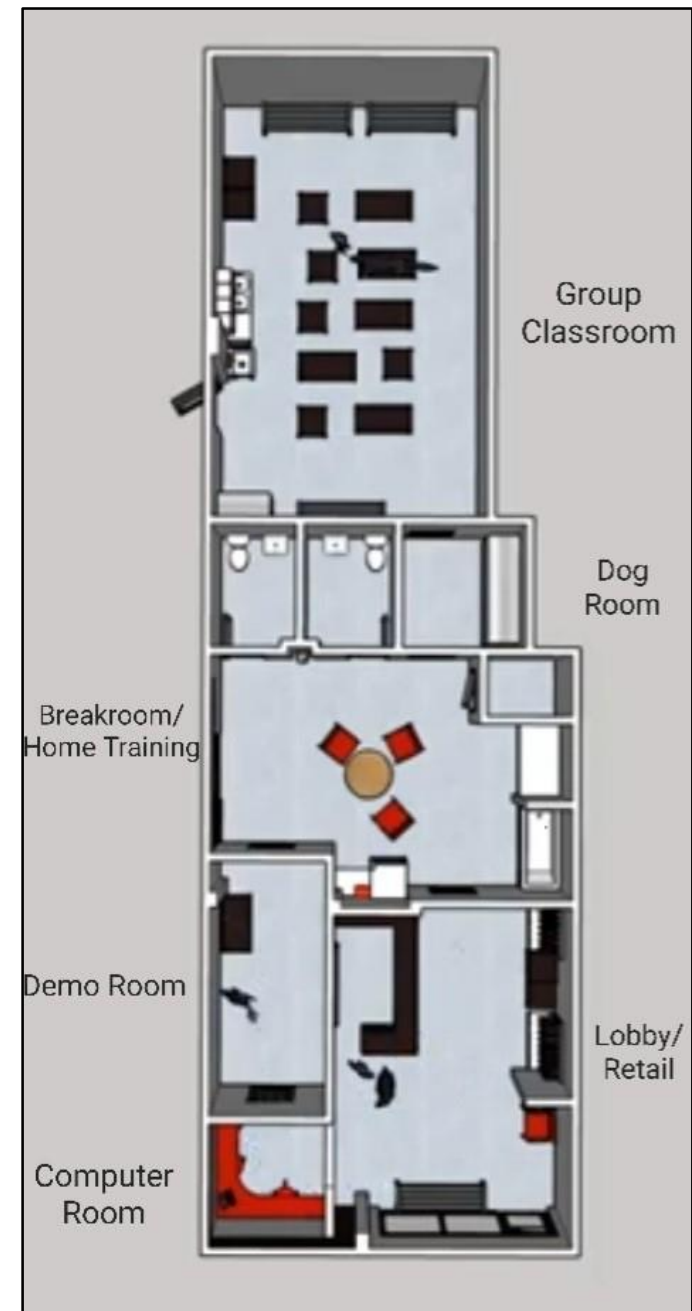 Group
Classroom
Dog
Room
Breakroom/
Home Training
Demo Room
Lobby/
Retail
Computer
Room